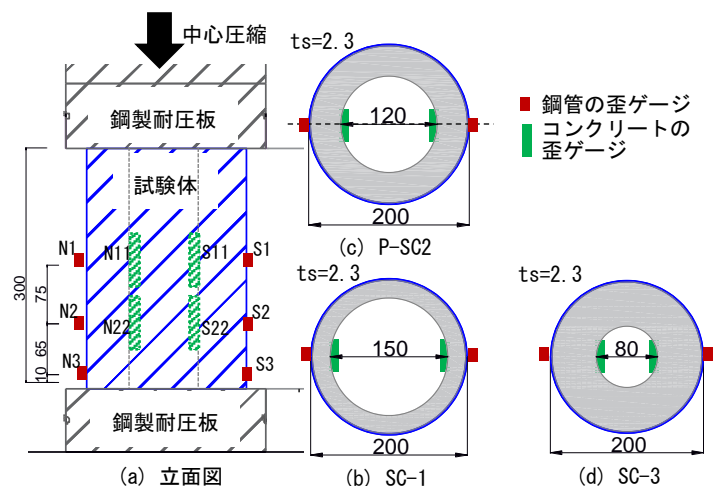 中心圧縮
鋼製耐圧板
試験体
N1
N11
S11
S1
300
75
N2
N22
S22
S2
65
N3
S3
10
鋼製耐圧板
(a) 立面図
ts=2.3
120
200
(c) P-SC2
鋼管の歪ゲージ
コンクリートの
歪ゲージ
ts=2.3
150
200
(b) SC-1
ts=2.3
80
200
(d) SC-3